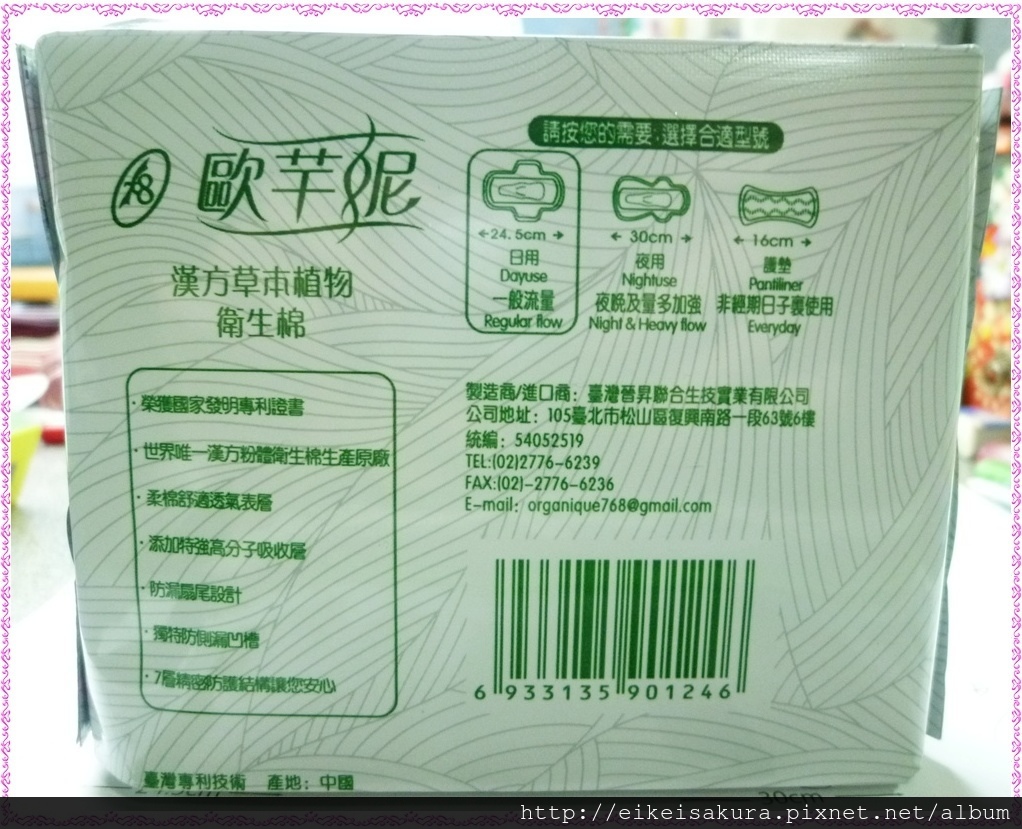 歐芊妮
漢方草本植物
衛生棉
請按您的需要:選擇合適型號
24.5cm
日用
Dayuse
一般流量
Regular flow
30cm
夜用
Nightuse
夜晚及量多加強
Night & Heavy flow
16cm
護墊
Pantiliner
非經期日子裏使用
Everyday
·榮獲國家發明專利證書
·世界唯一漢方粉體衛生棉生產原廠
·柔棉舒適透氣表層
·添加特強高分子吸收層
·防漏扇尾設計
·獨特防側漏凹槽
·7層精密防護結構讓您安心
製造商/進口商：臺灣晉昇聯合生技實業有限公司
公司地址：105臺北市松山區復興南路一段63號6樓
統編：54052519
TEL:(02)2776-6239
FAX:(02)-2776-6236
E-mail：organique768@gmail.com
6 933135 901246
臺灣專利技術 產地：中國
http://eikeisakura.pixnet.net/album